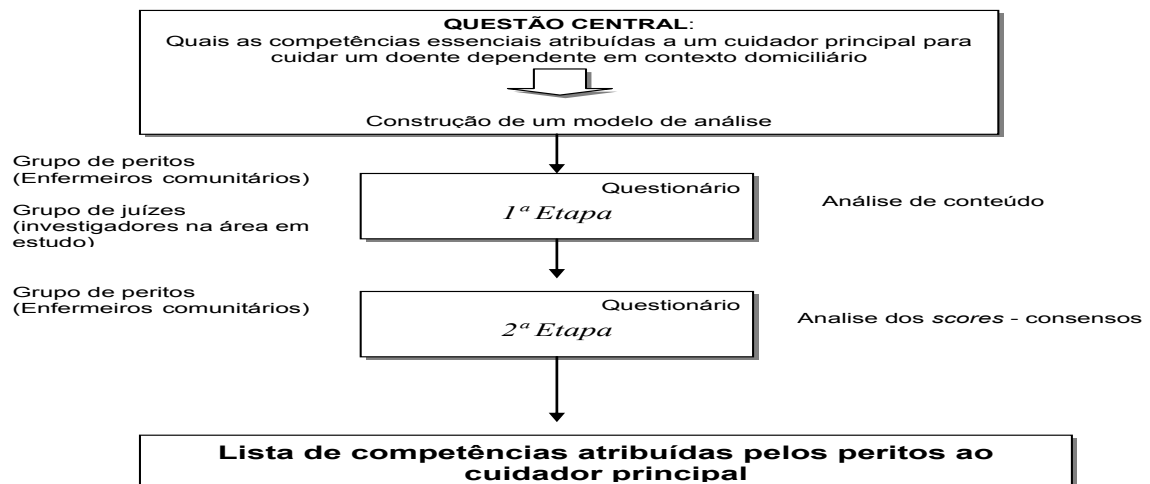 QUESTÃO CENTRAL:
Quais as competências essenciais atribuídas a um cuidador principal para
cuidar um doente dependente em contexto domiciliário
Construção de um modelo de análise
Grupo de peritos
(Enfermeiros comunitários)
Grupo de juízes
(investigadores na área em
estudo)
Questionário
1ª Etapa
Análise de conteúdo
Grupo de peritos
(Enfermeiros comunitários)
Questionário
2ª Etapa
Analise dos scores - consensos
Lista de competências atribuídas pelos peritos ao
cuidador principal